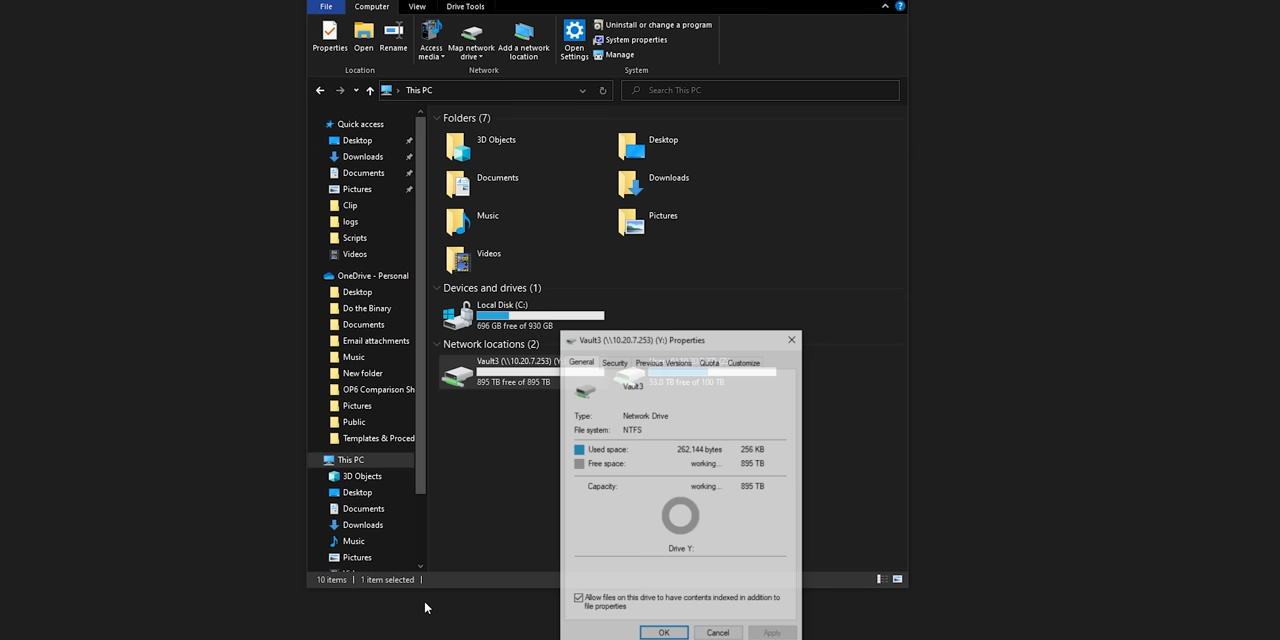 File Computer View Drive Tools
Properties Open Rename Access media Map network drive Add a network location Open Settings Uninstall or change a program
System properties
Manage
Location Network System
This PC Search This PC
Quick access
Desktop
Downloads
Documents
Pictures
Clip
logs
Scripts
Videos
OneDrive - Personal
Desktop
Do the Binary
Documents
Email attachments
Music
New folder
OP6 Comparison Sh
Pictures
Public
Templates & Proced
This PC
3D Objects
Desktop
Documents
Downloads
Music
Pictures
Folders (7)
3D Objects Desktop
Documents Downloads
Music Pictures
Videos
Devices and drives (1)
Local Disk (C:)
696 GB free of 930 GB
Network locations (2)
Vault3 (\\10.20.7.253) (Y:)
895 TB free of 895 TB
53.8 TB free of 100 TB
Vault3 (\\10.20.7.253) (Y:) Properties
General Security Previous Versions Quota Customize
Vault3
Type: Network Drive
File system: NTFS
Used space: 262,144 bytes 256 KB
Free space: working... 895 TB
Capacity: working... 895 TB
Drive Y:
Allow files on this drive to have contents indexed in addition to
file properties
OK Cancel Apply
10 items 1 item selected